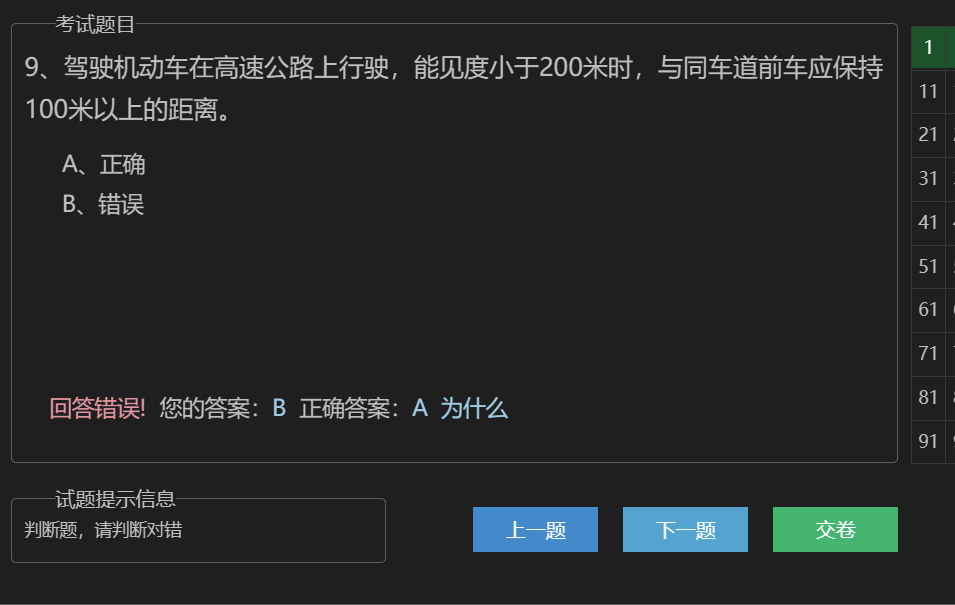 考试题目
9、驾驶机动车在高速公路上行驶，能见度小于200米时，与同车道前车应保持
100米以上的距离。
A、正确
B、错误
回答错误! 您的答案：B 正确答案：A 为什么
试题提示信息
判断题，请判断对错
上一题
下一题
交卷
1
11
21
31
41
51
61
71
81
91